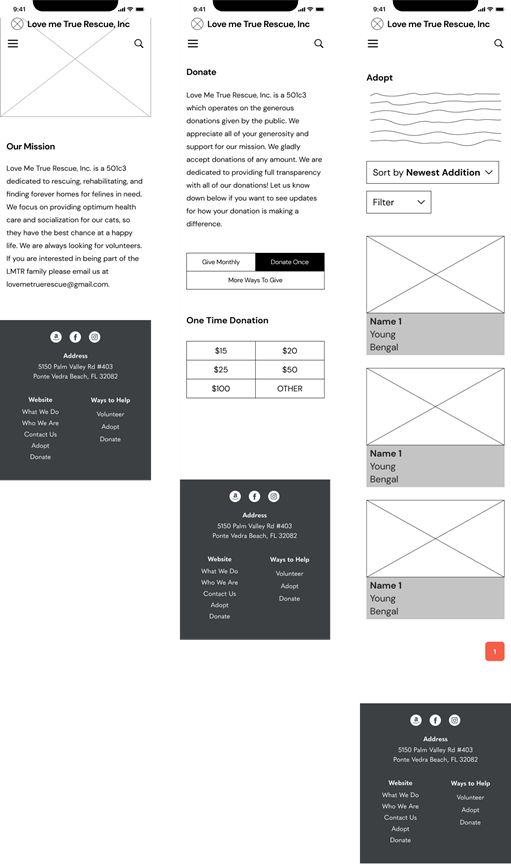 9:41
Love me True Rescue, Inc
Our Mission
Love Me True Rescue, Inc. is a 501c3
dedicated to rescuing, rehabilitating, and
finding forever homes for felines in need.
We focus on providing optimum health
care and socialization for our cats, so
they have the best chance at a happy
life. We are always looking for volunteers.
If you are interested in being part of the
LMTR family please email us at
lovemetruerescue@gmail.com.
Address
5150 Palm Valley Rd #403
Ponte Vedra Beach, FL 32082
Website
What We Do
Who We Are
Contact Us
Adopt
Donate
Ways to Help
Volunteer
Adopt
Donate
9:41
Love me True Rescue, Inc
Donate
Love Me True Rescue, Inc. is a 501c3
which operates on the generous
donations given by the public. We
appreciate all of your generosity and
support for our mission. We gladly
accept donations of any amount. We are
dedicated to providing full transparency
with all of our donations! Let us know
down below if you want to see updates
for how your donation is making a
difference.
Give Monthly
Donate Once
More Ways To Give
One Time Donation
$15
$20
$25
$50
$100
OTHER
Address
5150 Palm Valley Rd #403
Ponte Vedra Beach, FL 32082
Website
What We Do
Who We Are
Contact Us
Adopt
Donate
Ways to Help
Volunteer
Adopt
Donate
9:41
Love me True Rescue, Inc
Adopt
Sort by Newest Addition
Filter
Name 1
Young
Bengal
Name 1
Young
Bengal
Name 1
Young
Bengal
1
Address
5150 Palm Valley Rd #403
Ponte Vedra Beach, FL 32082
Website
What We Do
Who We Are
Contact Us
Adopt
Donate
Ways to Help
Volunteer
Adopt
Donate